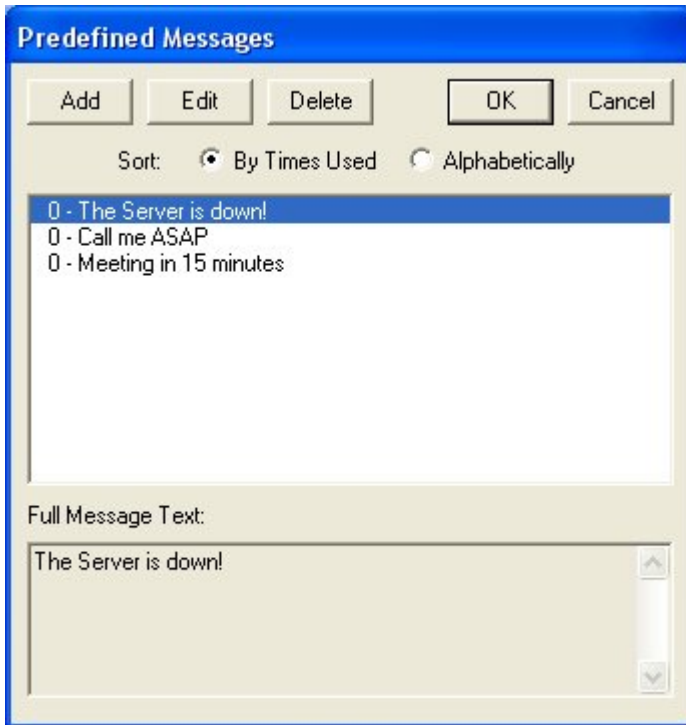 Predefined Messages
Add Edit Delete OK Cancel
Sort: By Times Used Alphabetically
0 - The Server is down!
0 - Call me ASAP
0 - Meeting in 15 minutes
Full Message Text:
The Server is down!